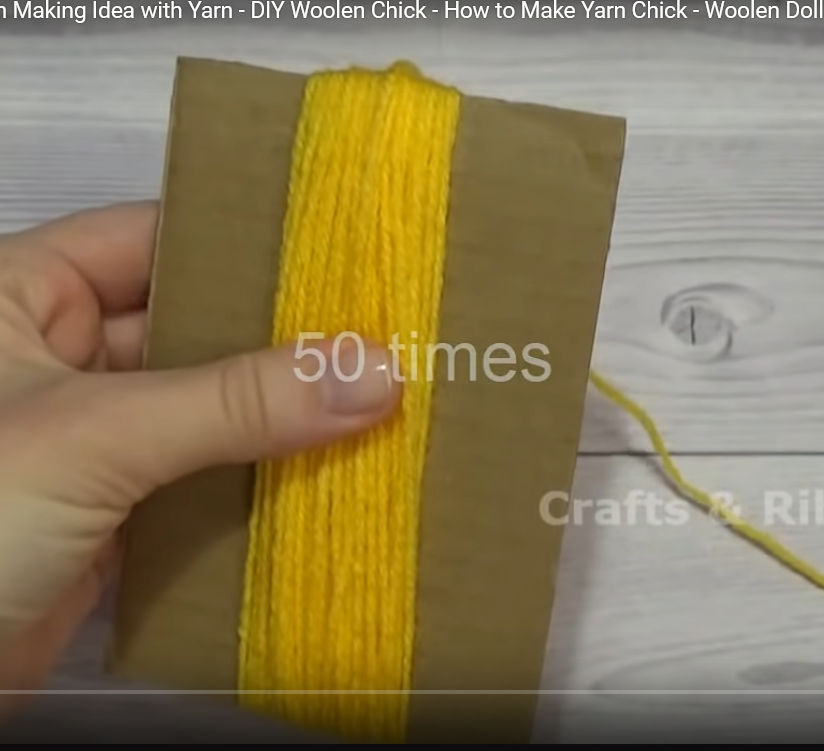 Making Idea with Yarn - DIY Woolen Chick - How to Make Yarn Chick - Woolen Doll
50 times
Crafts &